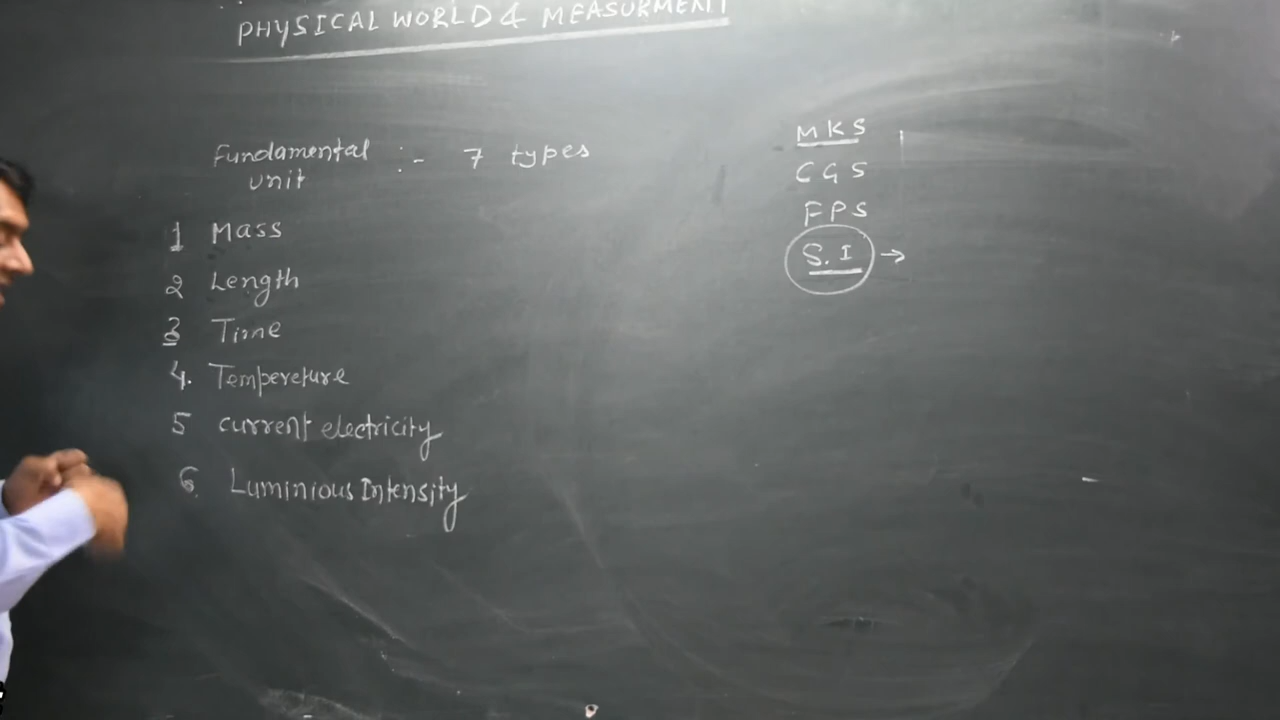 PHYSICAL WORLD & MEASURMENT
Fundamental :- 7 types
unit
1 Mass
2 Length
3 Time
4. Tempereture
5 current electricity
6. Luminious Intensity
MKS
CGS
FPS
S.I →